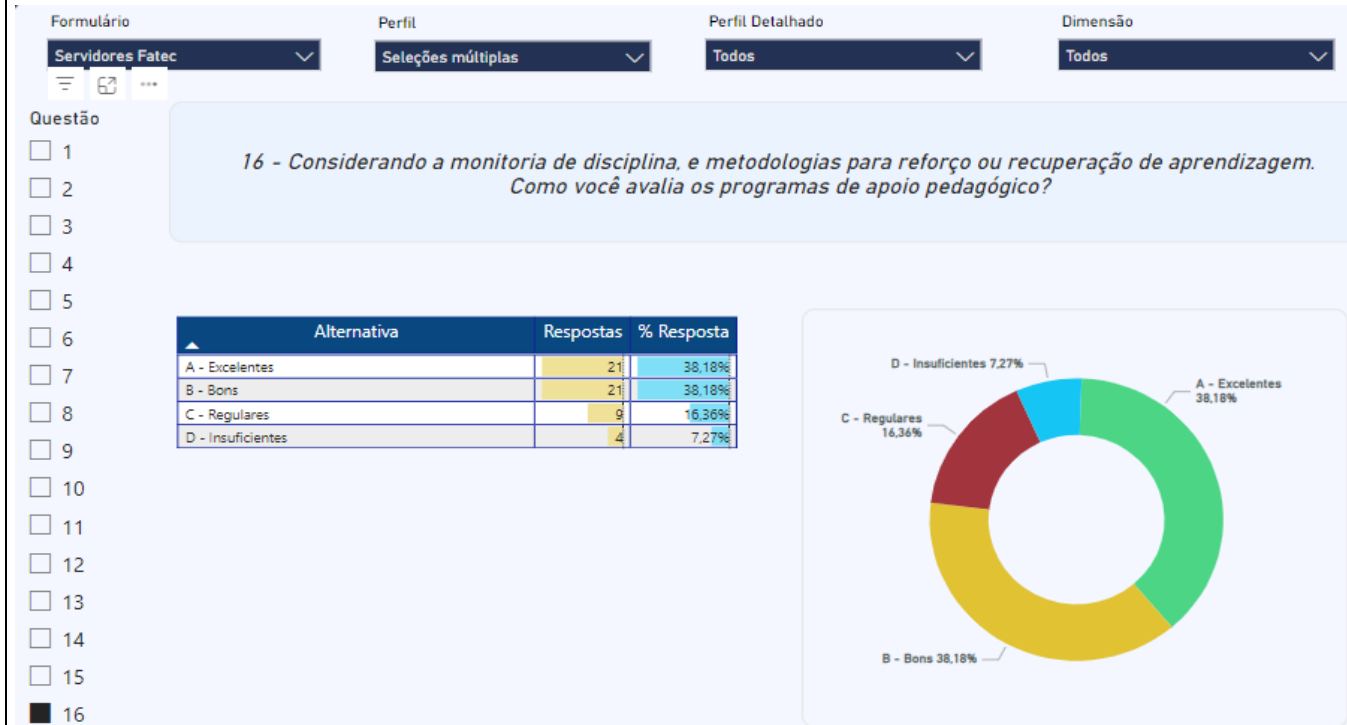 Formulário
Perfil
Perfil Detalhado
Dimensão
Servidores Fatec
Seleções múltiplas
Todos
Todos
Questão
1
2
3
4
5
6
7
8
9
10
11
12
13
14
15
16
16 - Considerando a monitoria de disciplina, e metodologias para reforço ou recuperação de aprendizagem.
Como você avalia os programas de apoio pedagógico?
Alternativa Respostas % Resposta
A - Excelentes 21 38,18%
B - Bons 21 38,18%
C - Regulares 9 16,36%
D - Insuficientes 4 7,27%
D - Insuficientes 7,27%
A - Excelentes
38,18%
C - Regulares
16,36%
B - Bons 38,18%